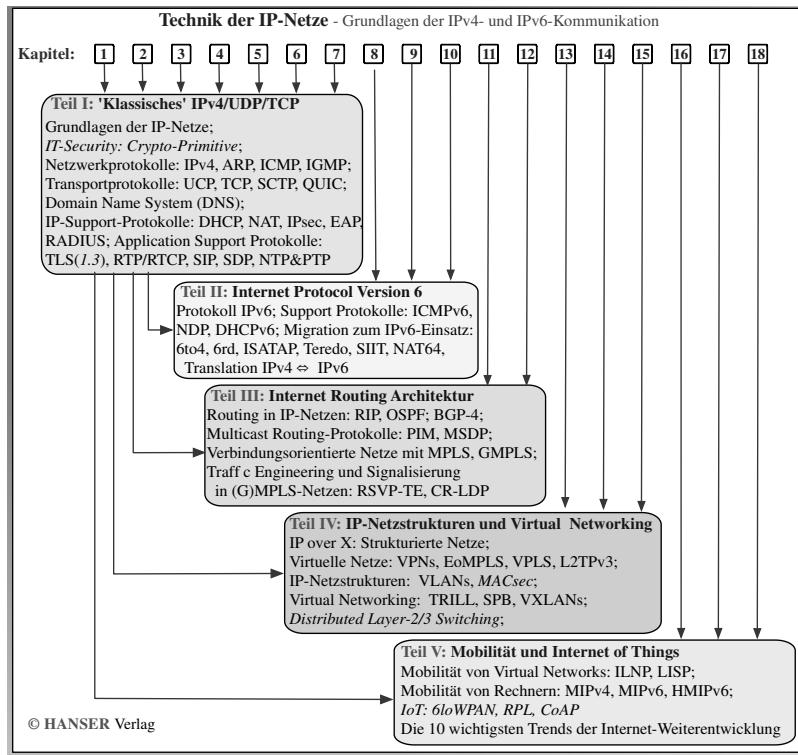 Technik der IP-Netze - Grundlagen der IPv4- und IPv6-Kommunikation
Kapitel: 1 2 3 4 5 6 7 8 9 10 11 12 13 14 15 16 17 18
Teil I: 'Klassisches' IPv4/UDP/TCP
Grundlagen der IP-Netze;
IT-Security: Crypto-Primitive;
Netzwerkprotokolle: IPv4, ARP, ICMP, IGMP;
Transportprotokolle: UCP, TCP, SCTP, QUIC;
Domain Name System (DNS);
IP-Support-Protokolle: DHCP, NAT, IPsec, EAP,
RADIUS; Application Support Protokolle:
TLS(1.3), RTP/RTCP, SIP, SDP, NTP&PTP
Teil II: Internet Protocol Version 6
Protokoll IPv6; Support Protokolle: ICMPv6,
NDP, DHCPv6; Migration zum IPv6-Einsatz:
6to4, 6rd, ISATAP, Teredo, SIIT, NAT64,
Translation IPv4 ⇔ IPv6
Teil III: Internet Routing Architektur
Routing in IP-Netzen: RIP, OSPF; BGP-4;
Multicast Routing-Protokolle: PIM, MSDP;
Verbindungsorientierte Netze mit MPLS, GMPLS;
Traff c Engineering und Signalisierung
in (G)MPLS-Netzen: RSVP-TE, CR-LDP
Teil IV: IP-Netzstrukturen und Virtual Networking
IP over X: Strukturierte Netze;
Virtuelle Netze: VPNs, EoMPLS, VPLS, L2TPv3;
IP-Netzstrukturen: VLANs, MACsec;
Virtual Networking: TRILL, SPB, VXLANs;
Distributed Layer-2/3 Switching;
Teil V: Mobilität und Internet of Things
Mobilität von Virtual Networks: ILNP, LISP;
Mobilität von Rechnern: MIPv4, MIPv6, HMIPv6;
IoT: 6loWPAN, RPL, CoAP
Die 10 wichtigsten Trends der Internet-Weiterentwicklung
© HANSER Verlag